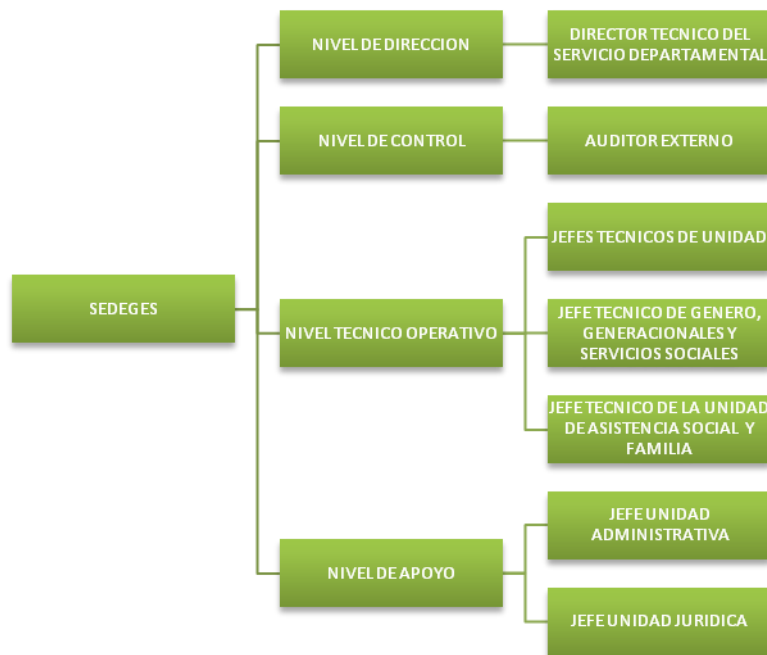 NIVEL DE DIRECCION
DIRECTOR TECNICO DEL
SERVICIO DEPARTAMENTAL
NIVEL DE CONTROL
AUDITOR EXTERNO
JEFES TECNICOS DE UNIDAD
SEDEGES
NIVEL TECNICO OPERATIVO
JEFE TECNICO DE GENERO,
GENERACIONALES Y
SERVICIOS SOCIALES
JEFE TECNICO DE LA UNIDAD
DE ASISTENCIA SOCIAL Y
FAMILIA
NIVEL DE APOYO
JEFE UNIDAD
ADMINISTRATIVA
JEFE UNIDAD JURIDICA